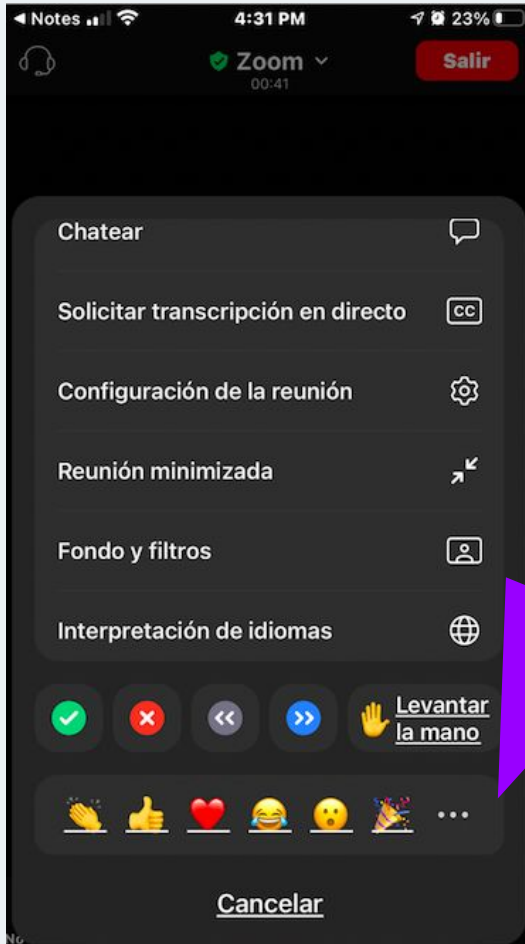 Notes 4:31 PM 23%
Zoom Salir
00:41
Chatear
Solicitar transcripción en directo CC
Configuración de la reunión
Reunión minimizada
Fondo y filtros
Interpretación de idiomas
Levantar
la mano
Cancelar